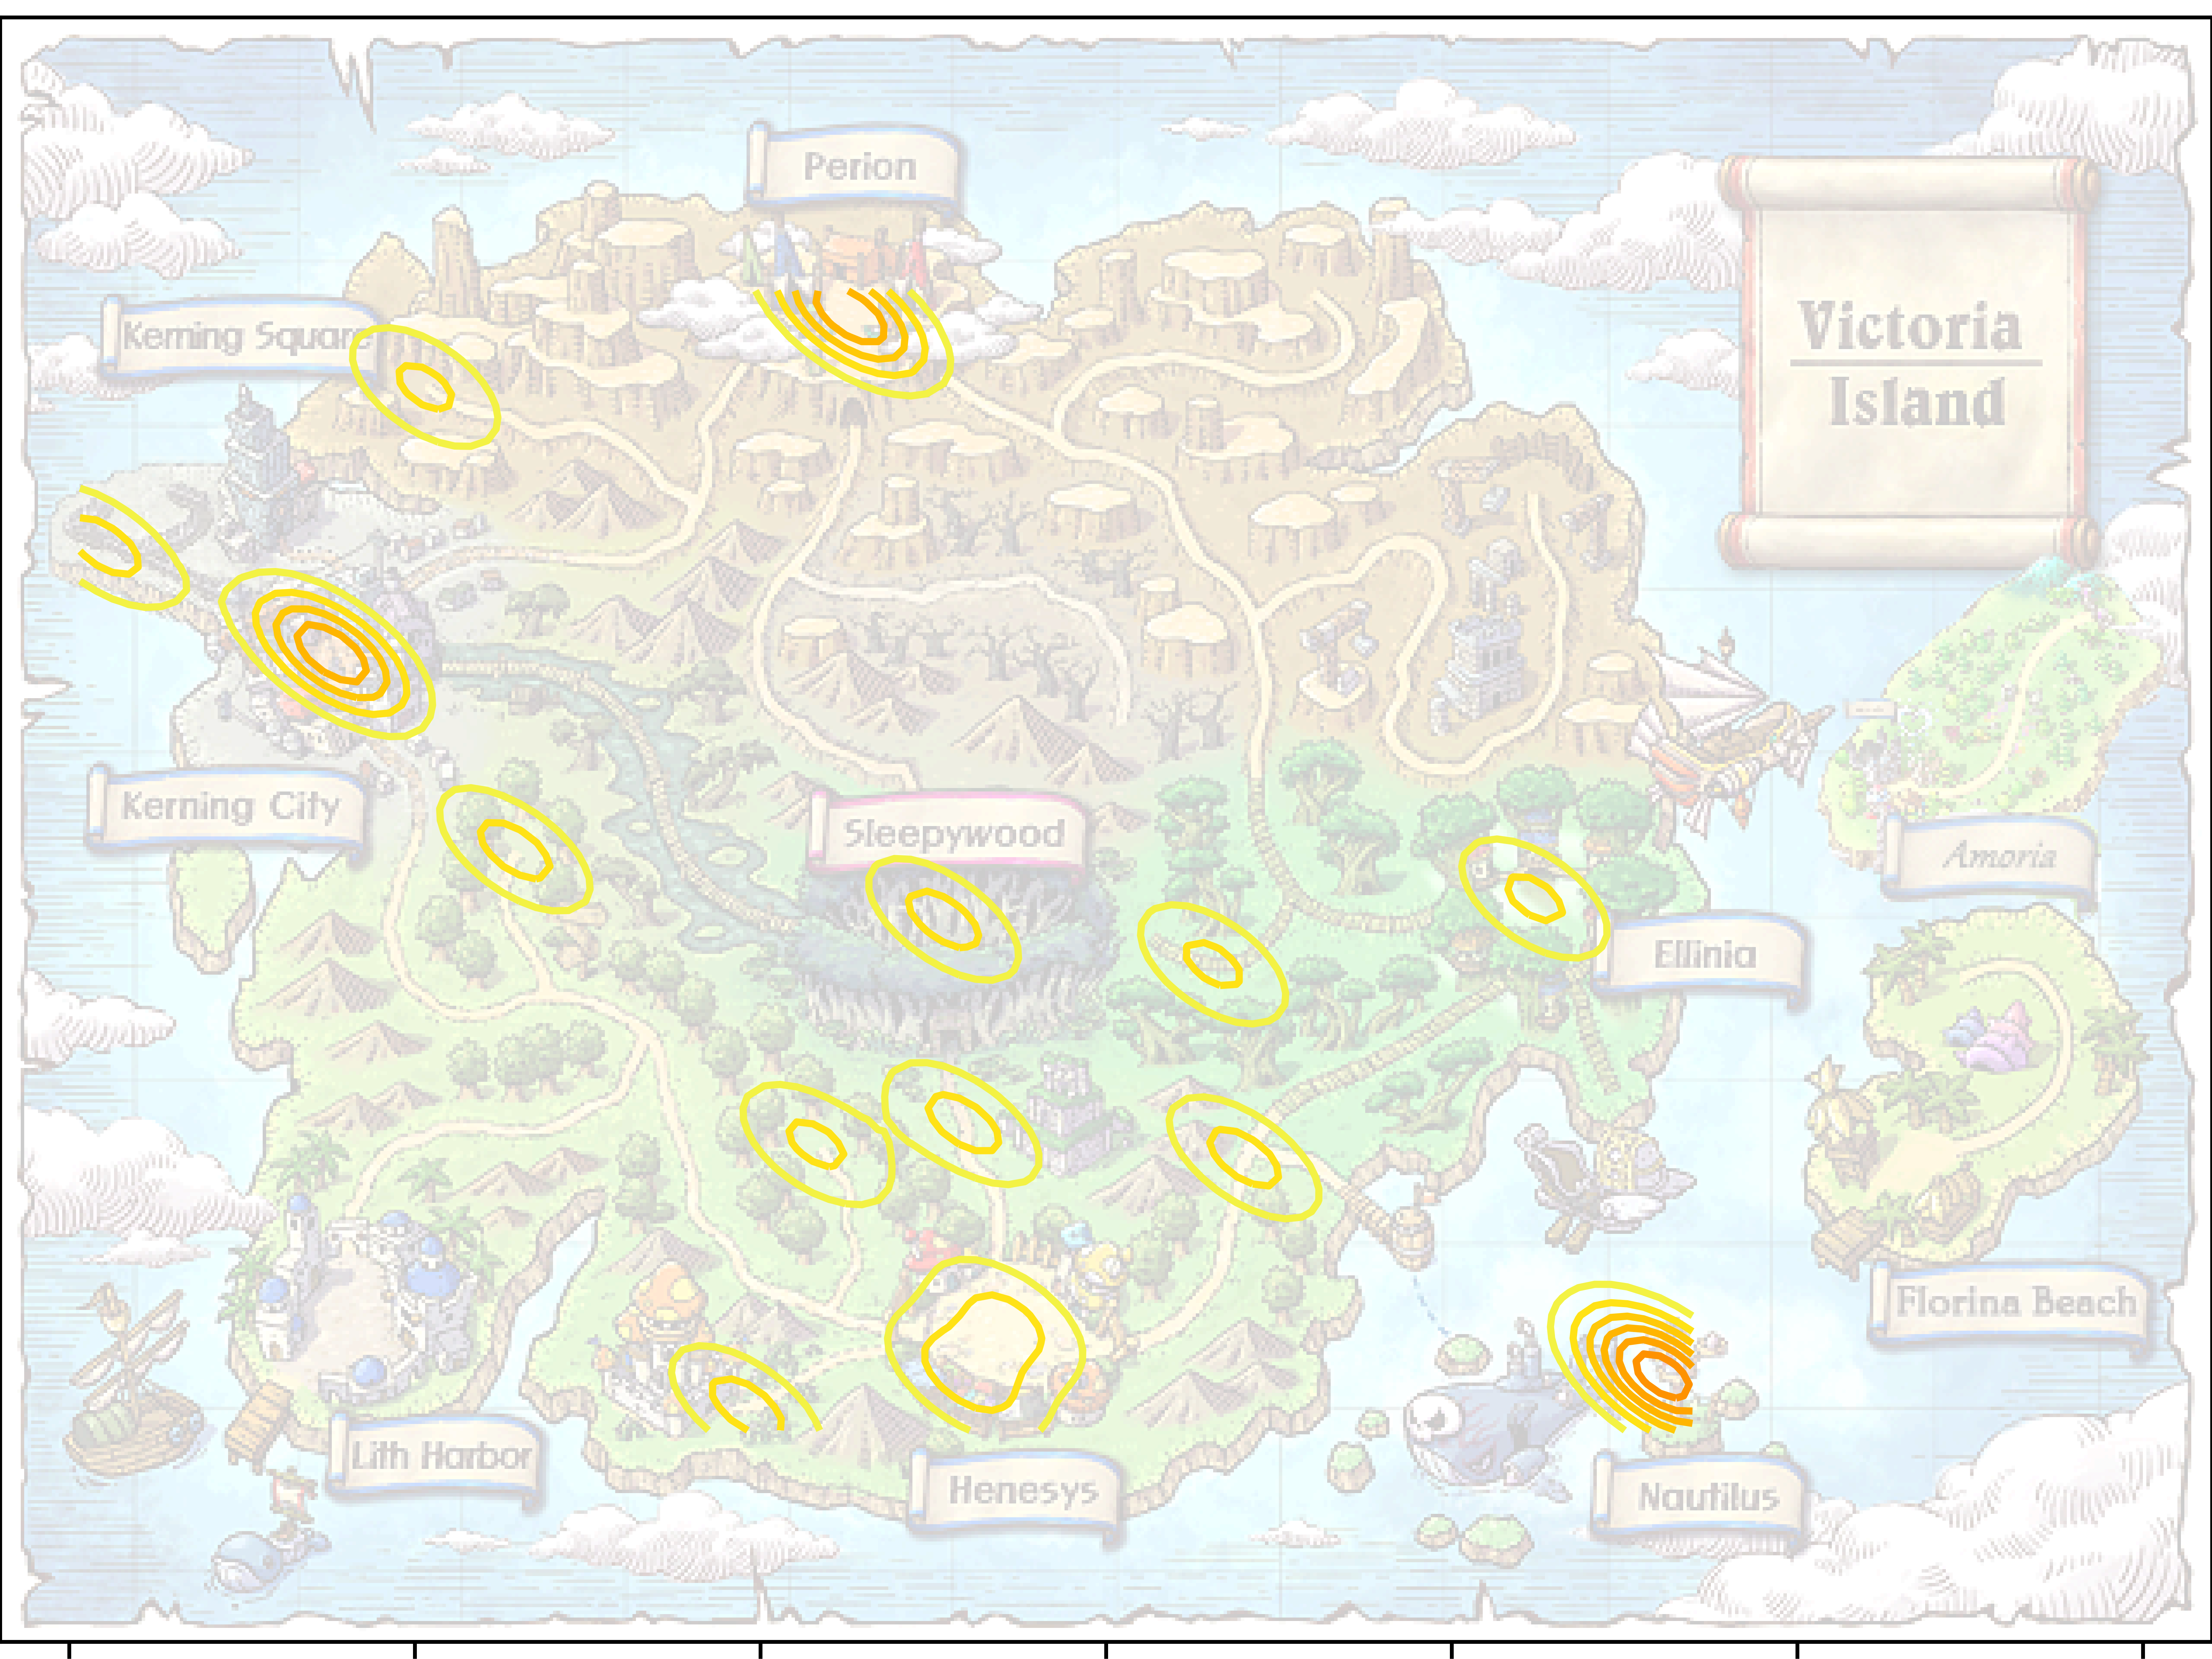 Perion
Kerning Square
Victoria
Island
Kerning City
Sleepywood
Amoria
Ellinia
Florina Beach
Lith Harbor
Henesys
Nautilus